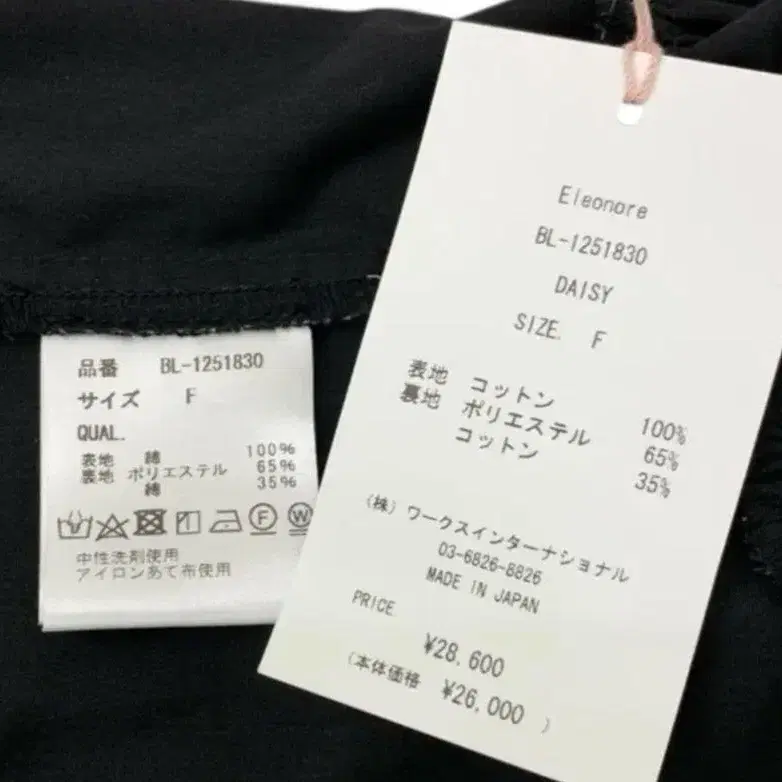 品番 BL-1251830
サイズ F
QUAL.
表地 綿 100%
裏地 ポリエステル 65%
綿 35%
中性洗剤使用
アイロンあて布使用
Eleonore
BL-1251830
DAISY
SIZE. F
表地 コットン 100%
裏地 ポリエステル 65%
コットン 35%
(株) ワークスインターナショナル
03-6826-8826
MADE IN JAPAN
PRICE
¥28,600
(本体価格 ¥26,000 )